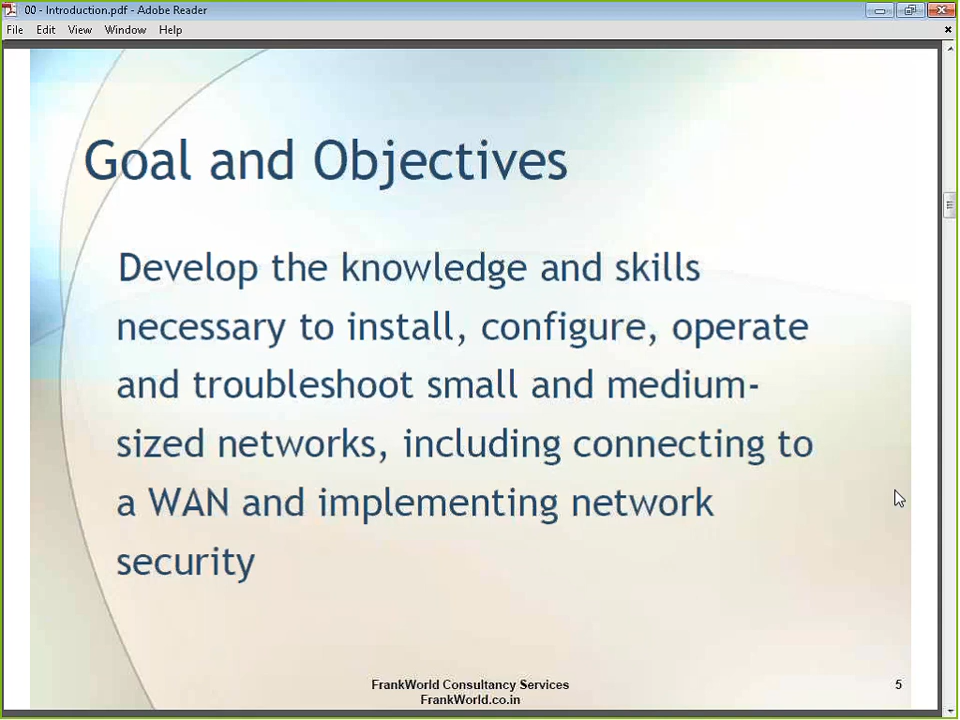 00 - Introduction.pdf - Adobe Reader
File Edit View Window Help
Goal and Objectives
Develop the knowledge and skills
necessary to install, configure, operate
and troubleshoot small and medium-
sized networks, including connecting to
a WAN and implementing network
security
FrankWorld Consultancy Services
FrankWorld.co.in
5